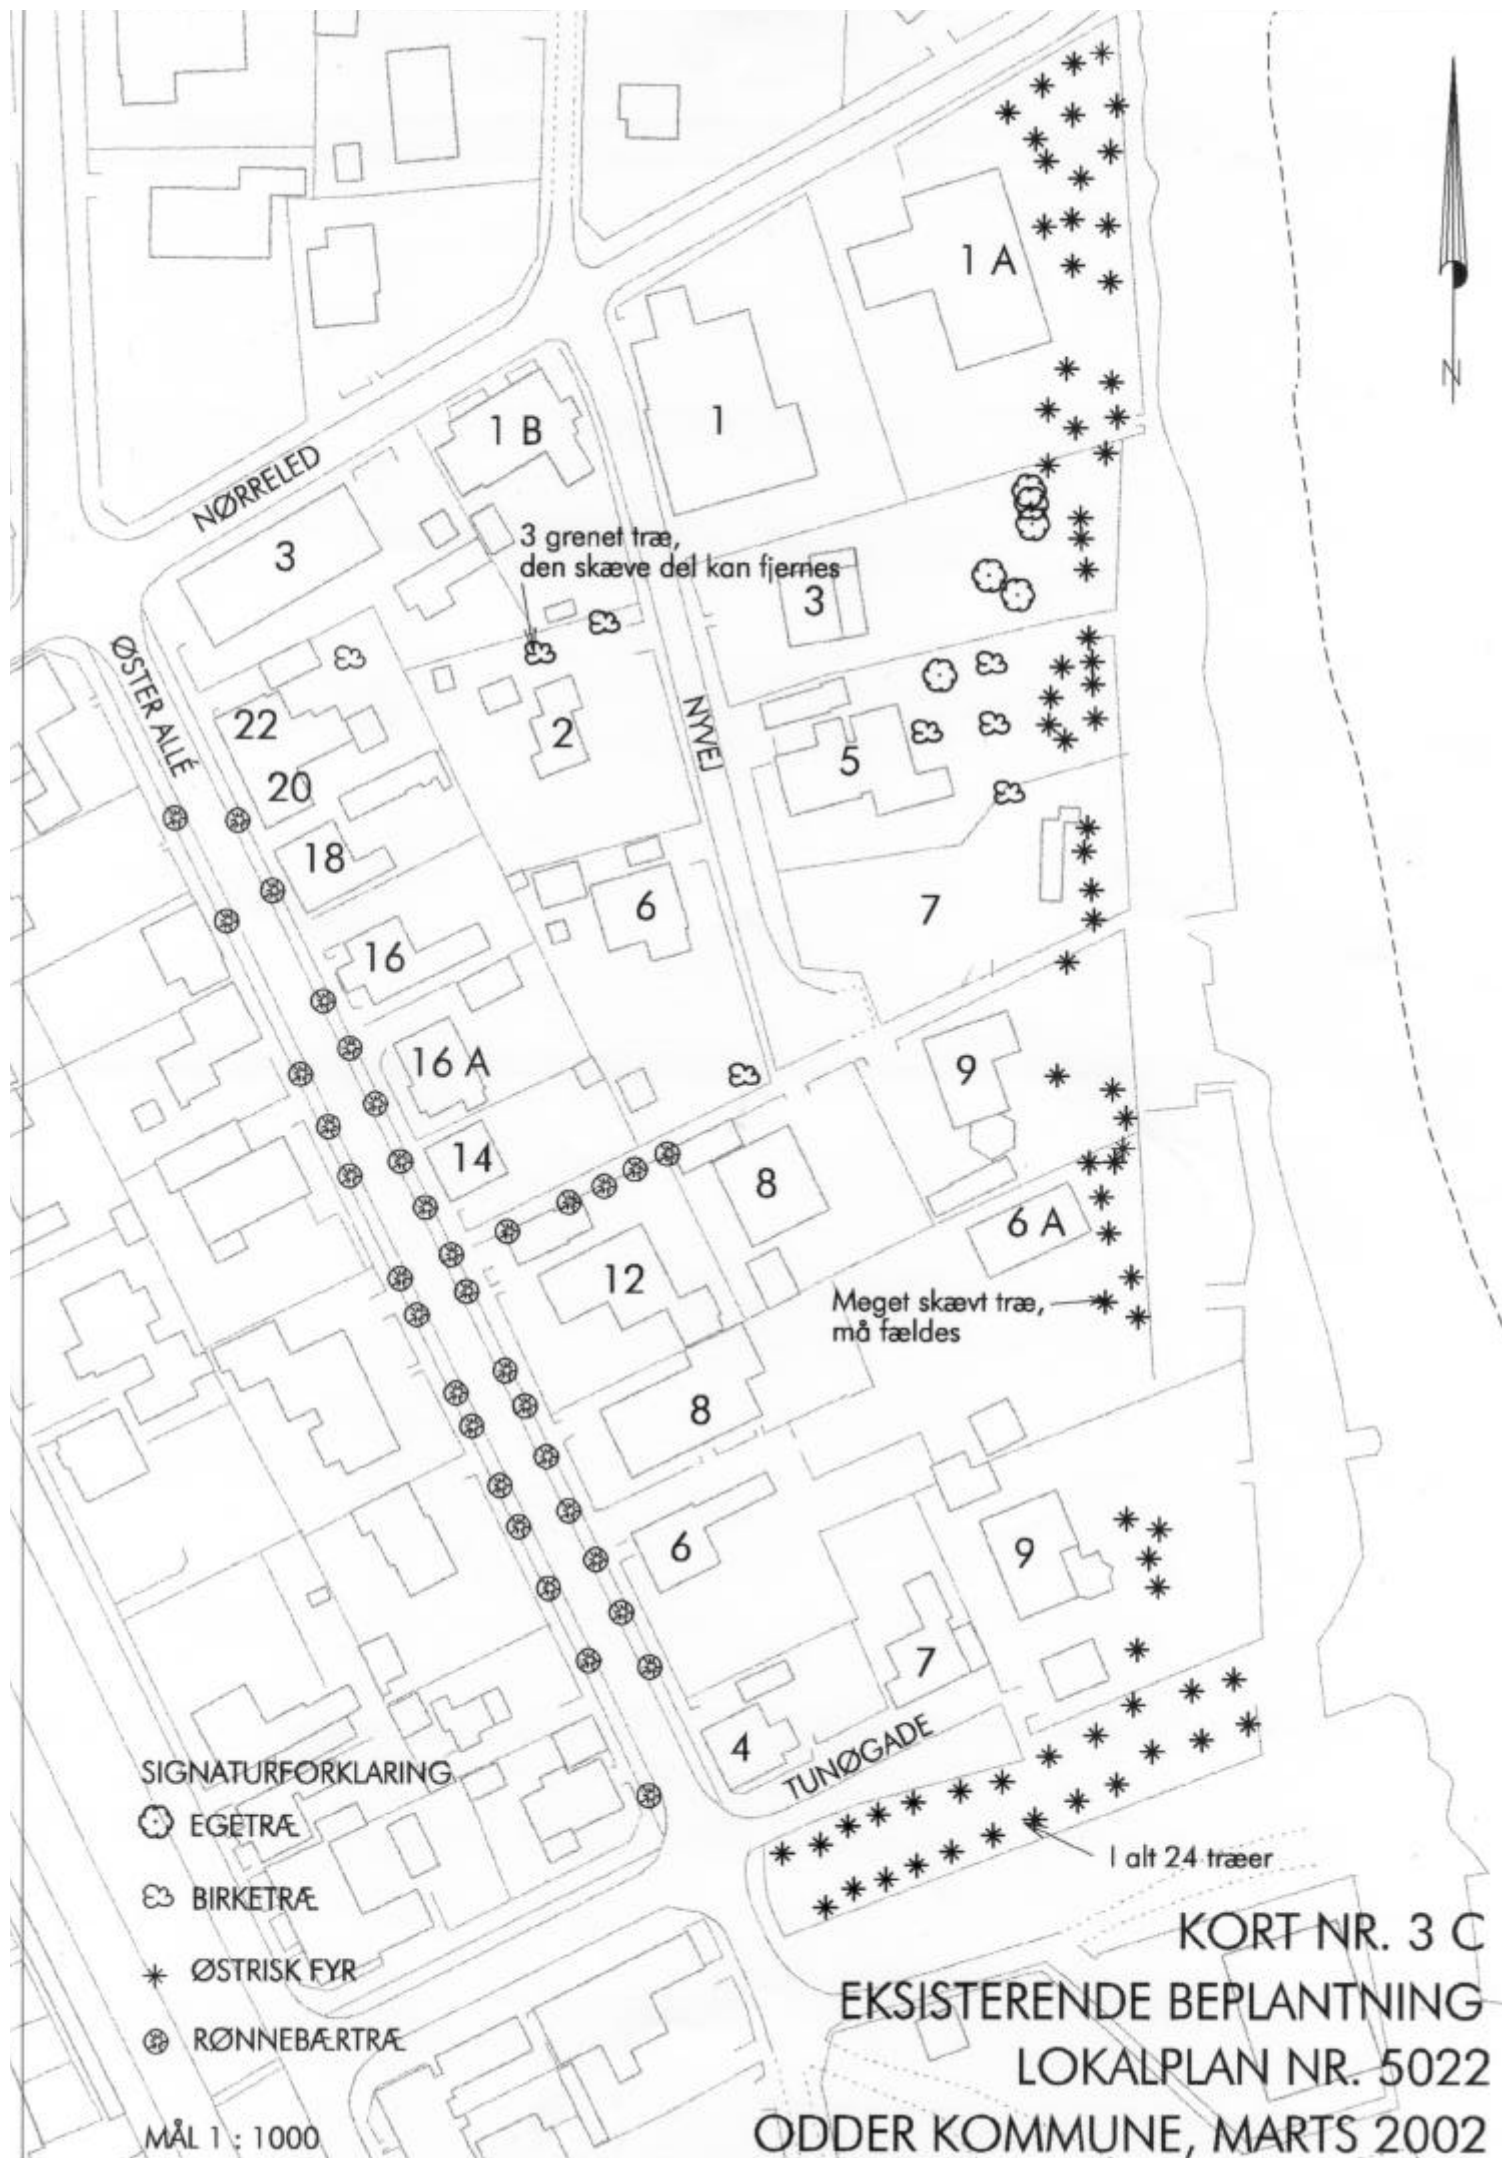 1 A
N
1
1 B
NØRRELED
3
3 grenet træ,
den skæve del kan fjernes
3
ØSTER ALLÉ
22
2
NYVEJ
5
20
18
6
7
16
16 A
9
14
8
6 A
12
Meget skævt træ,
må fældes
8
6
9
7
4
TUNØGADE
SIGNATURFORKLARING
EGETRÆ
BIRKETRÆ
ØSTRISK FYR
RØNNEBÆRTRÆ
MÅL 1 : 1000
I alt 24 træer
KORT NR. 3 C
EKSISTERENDE BEPLANTNING
LOKALPLAN NR. 5022
ODDER KOMMUNE, MARTS 2002